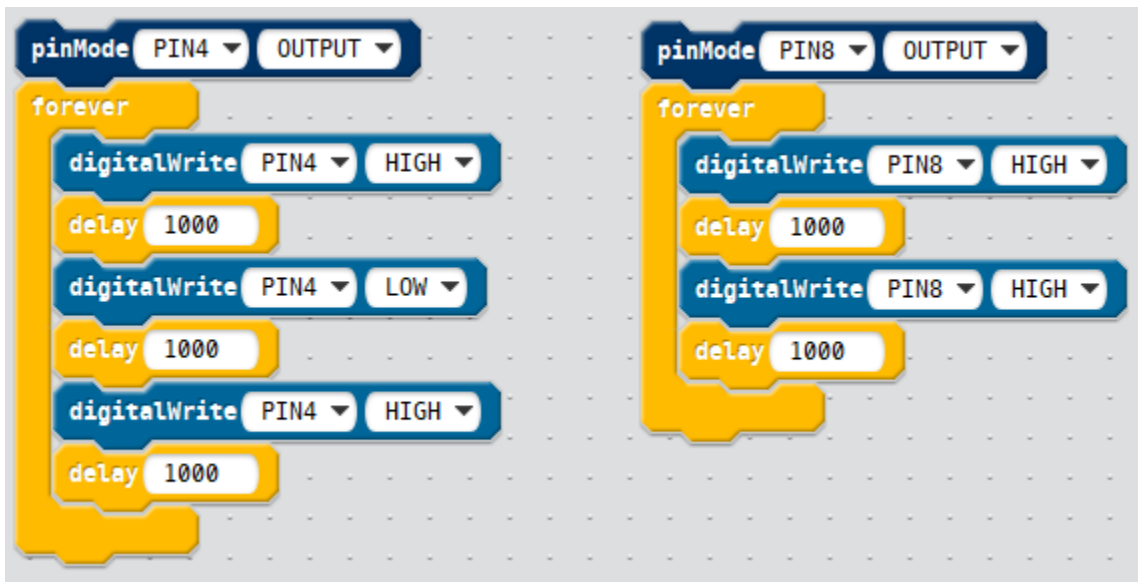 pinMode PIN4 OUTPUT
forever
digitalWrite PIN4 HIGH
delay 1000
digitalWrite PIN4 LOW
delay 1000
digitalWrite PIN4 HIGH
delay 1000
pinMode PIN8 OUTPUT
forever
digitalWrite PIN8 HIGH
delay 1000
digitalWrite PIN8 HIGH
delay 1000